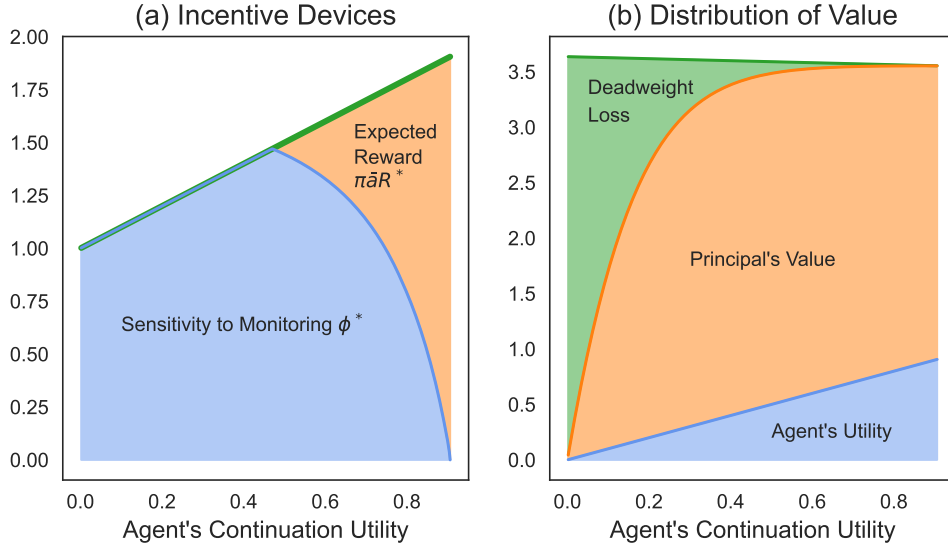 (a) Incentive Devices
2.00
1.75
1.50
1.25
1.00
0.75
0.50
0.25
0.00
Expected
Reward
πāR*
Sensitivity to Monitoring ϕ*
0.0 0.2 0.4 0.6 0.8
Agent's Continuation Utility
(b) Distribution of Value
3.5
3.0
2.5
2.0
1.5
1.0
0.5
0.0
Deadweight
Loss
Principal's Value
Agent's Utility
0.0 0.2 0.4 0.6 0.8
Agent's Continuation Utility